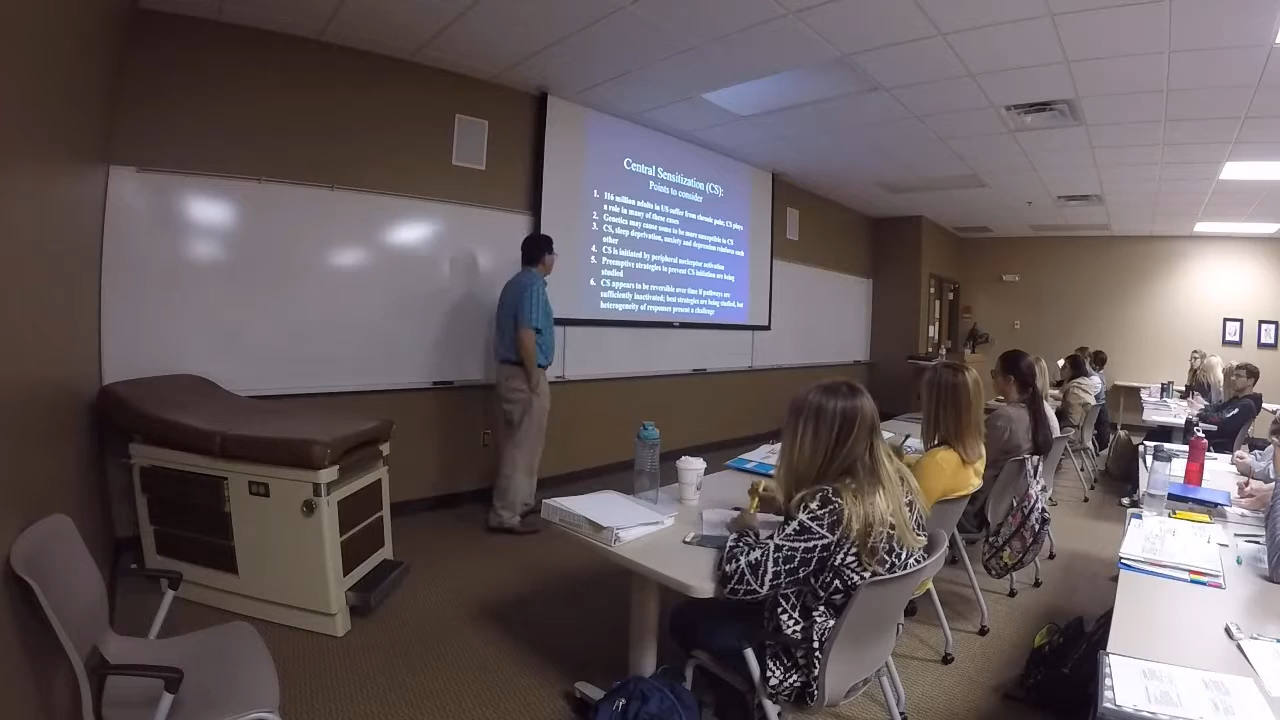 Central Sensitization (CS):
Points to consider
1. 116 million adults in US suffer from chronic pain; CS plays
a role in many of these cases
2. Genetics may cause some to be more susceptible to CS
3. CS, sleep deprivation, anxiety and depression reinforce each
other
4. CS is initiated by peripheral nociceptor activation
5. Preemptive strategies to prevent CS initiation are being
studied
6. CS appears to be reversible over time if pathways are
sufficiently inactivated; best strategies are being studied, but
heterogeneity of responses present a challenge